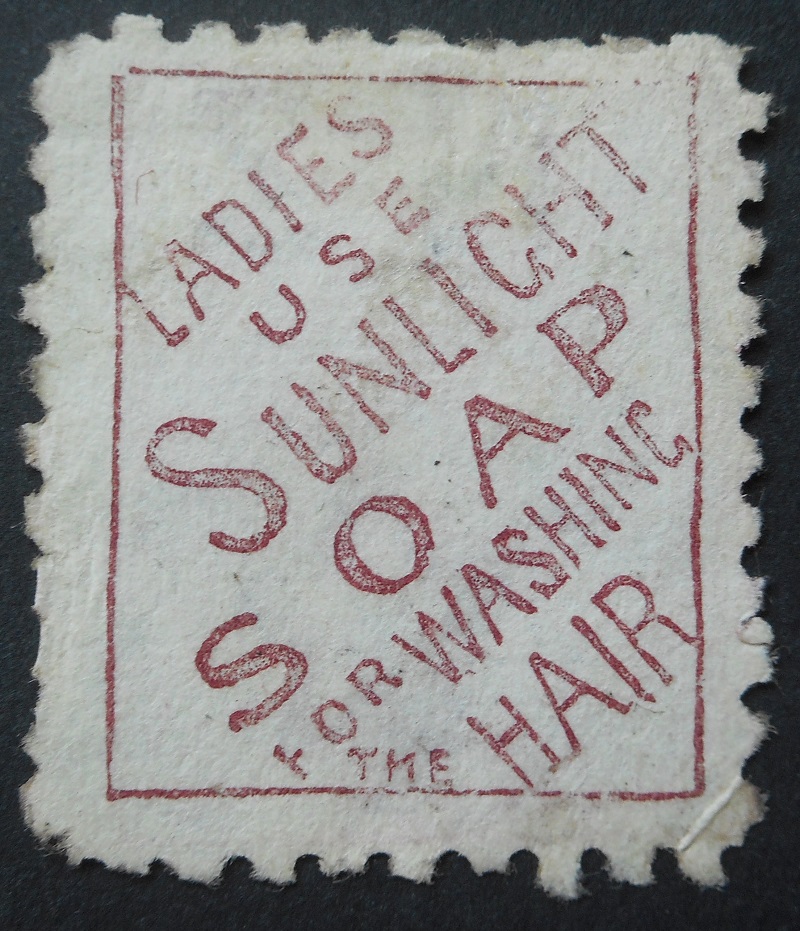 LADIES
USE
SUNLIGHT
SOAP
FOR WASHING
THE HAIR